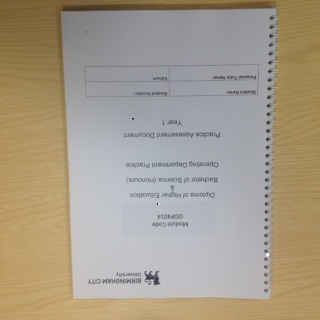 BIRMINGHAM CITY
University
Module Code
ODP4014
Diploma of Higher Education
&
Bachelor of Science (Honours)
Operating Department Practice
Practice Assessment Document
Year 1
Student Name:
Student Number:
Personal Tutor Name:
Cohort: